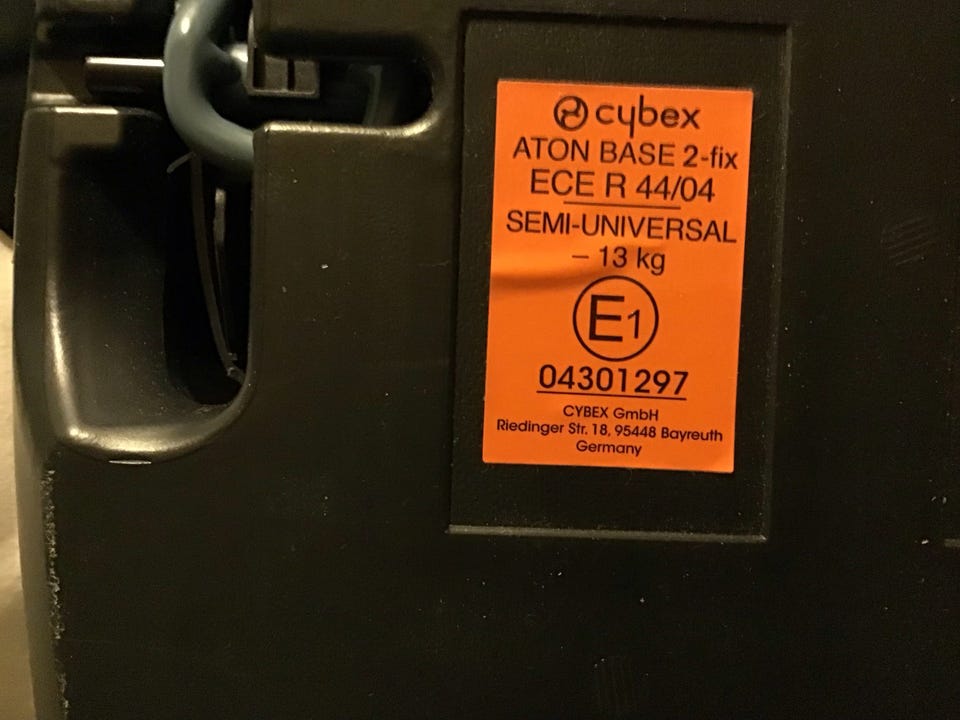 cybex
ATON BASE 2-fix
ECE R 44/04
SEMI-UNIVERSAL
– 13 kg
E1
04301297
CYBEX GmbH
Riedinger Str. 18, 95448 Bayreuth
Germany